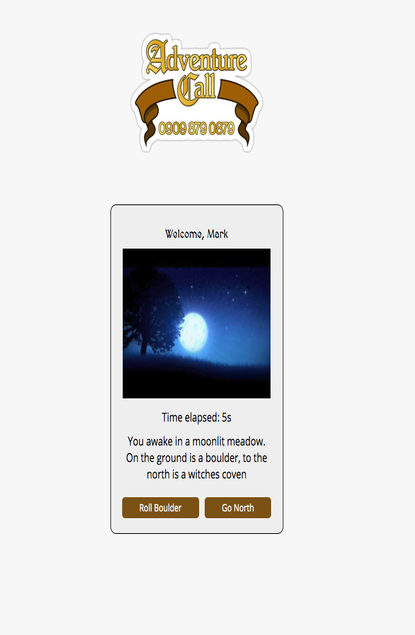 Adventure
Call
0909 879 0879
Welcome, Mark
Time elapsed: 5s
You awake in a moonlit meadow.
On the ground is a boulder, to the
north is a witches coven
Roll Boulder
Go North